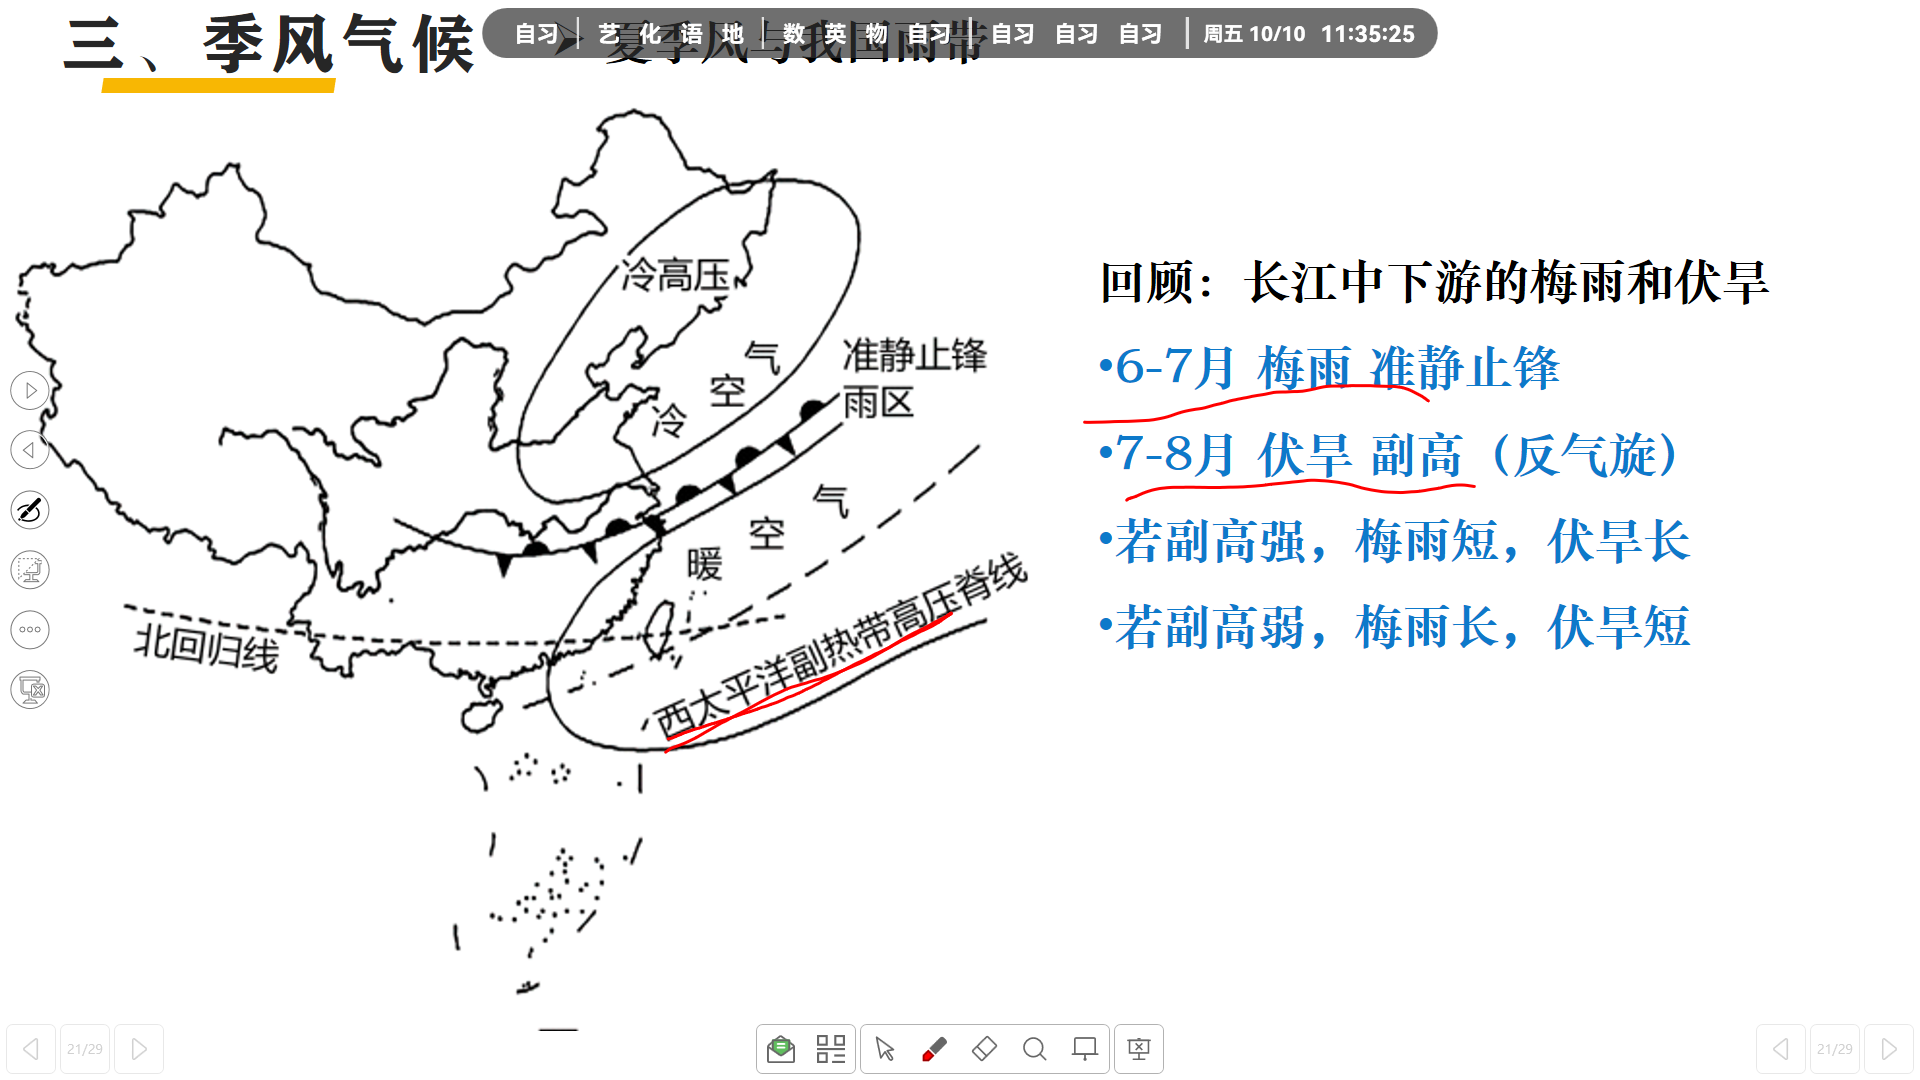 自习 艺 化 语 地 数 英 物 自习 自习 自习 自习 周五 10/10 11:35:25
三、季风气候 ➤ 夏季风与我国雨带
冷高压
准静止锋
雨区
冷空气
暖空气
北回归线
西太平洋副热带高压脊线
回顾：长江中下游的梅雨和伏旱
•6-7月 梅雨 准静止锋
•7-8月 伏旱 副高（反气旋）
•若副高强，梅雨短，伏旱长
•若副高弱，梅雨长，伏旱短
21/29
21/29